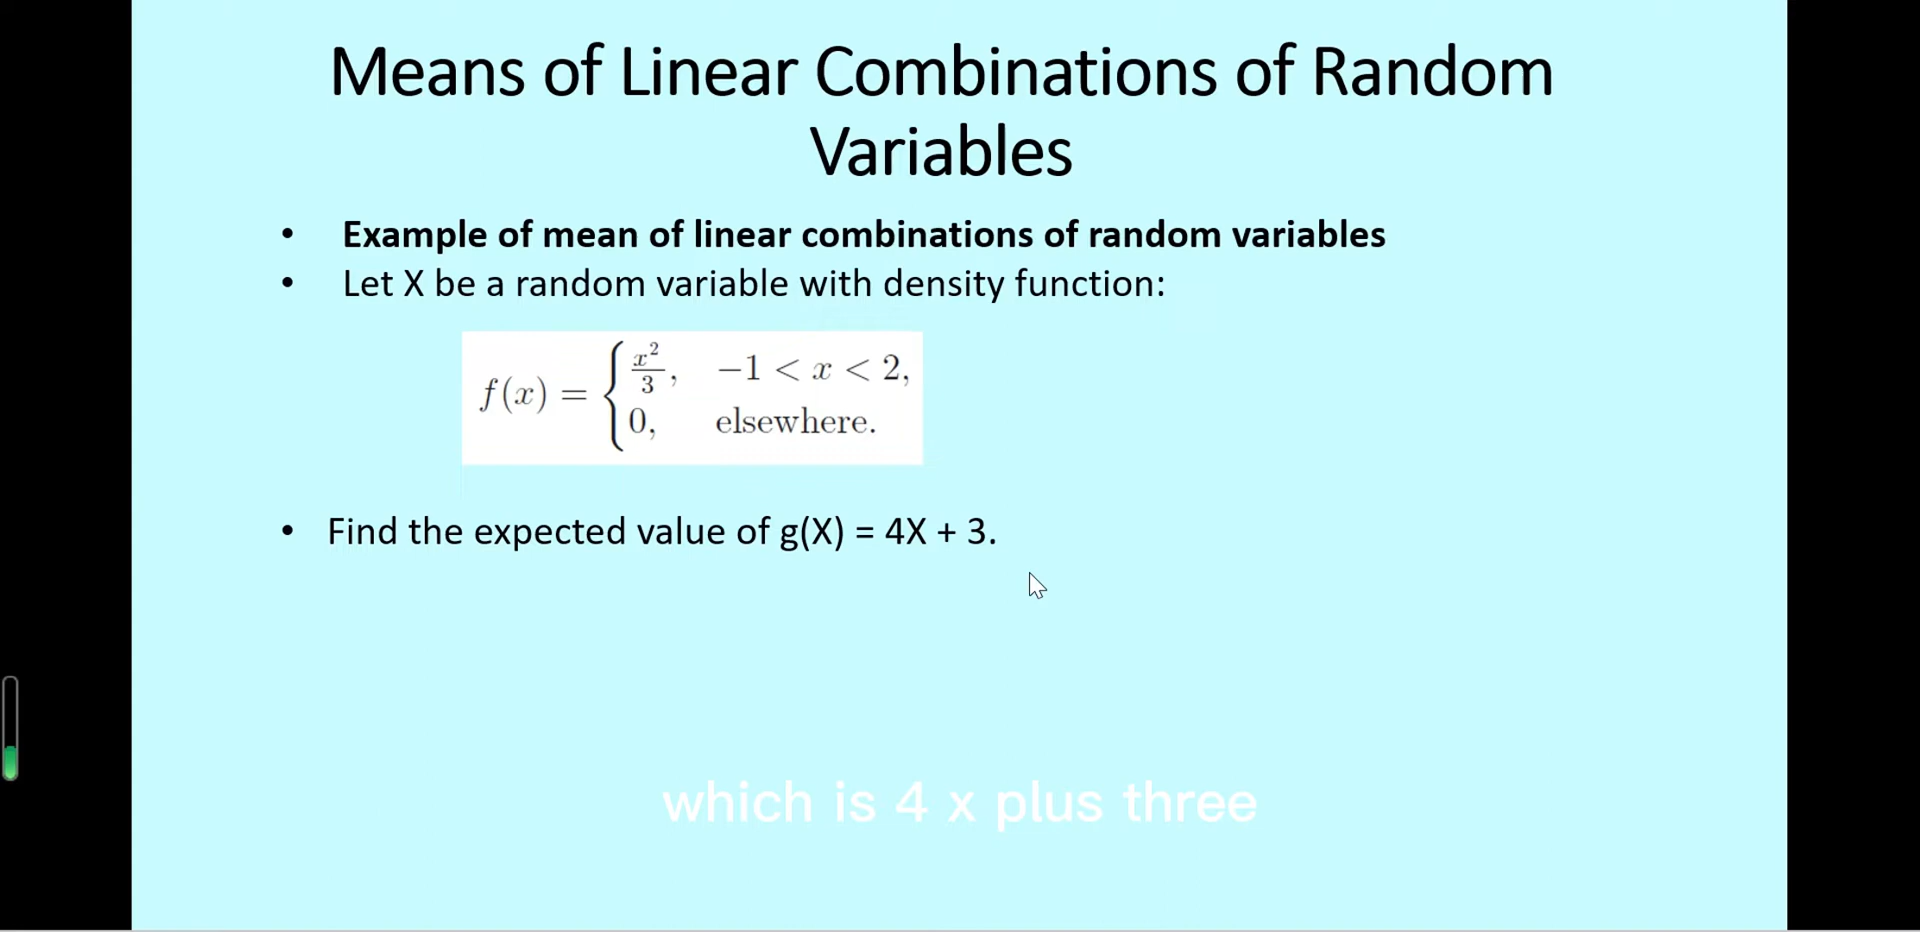 Means of Linear Combinations of Random
Variables
• Example of mean of linear combinations of random variables
• Let X be a random variable with density function:
f(x) = { x²/3, −1 < x < 2,
0, elsewhere.
• Find the expected value of g(X) = 4X + 3.
which is 4 x plus three